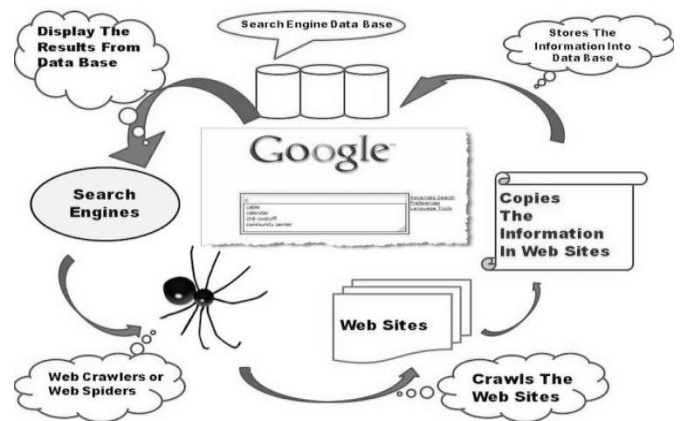 Display The
Results From
Data Base
Search Engine Data Base
Stores The
Information Into
Data Base
Google™
c
cable
calendar
chili cookoff
community center
Advanced Search
Preferences
Language Tools
Search
Engines
Copies
The
Information
In Web Sites
Web Sites
Web Crawlers or
Web Spiders
Crawls The
Web Sites